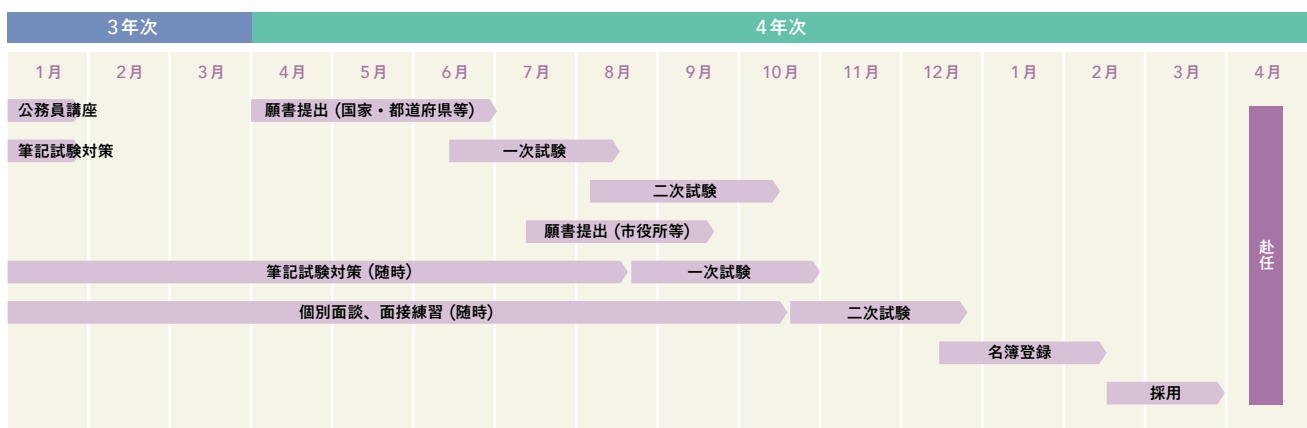 3年次 4年次
1月 2月 3月 4月 5月 6月 7月 8月 9月 10月 11月 12月 1月 2月 3月 4月
公務員講座 願書提出 (国家・都道府県等)
筆記試験対策 一次試験
二次試験
願書提出 (市役所等)
赴任
筆記試験対策 (随時) 一次試験
個別面談、面接練習 (随時) 二次試験
名簿登録
採用